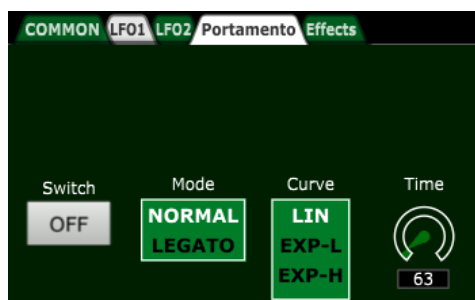 COMMON LFO1 LFO2 Portamento Effects
Switch Mode Curve Time
OFF NORMAL LIN
LEGATO EXP-L
EXP-H 63